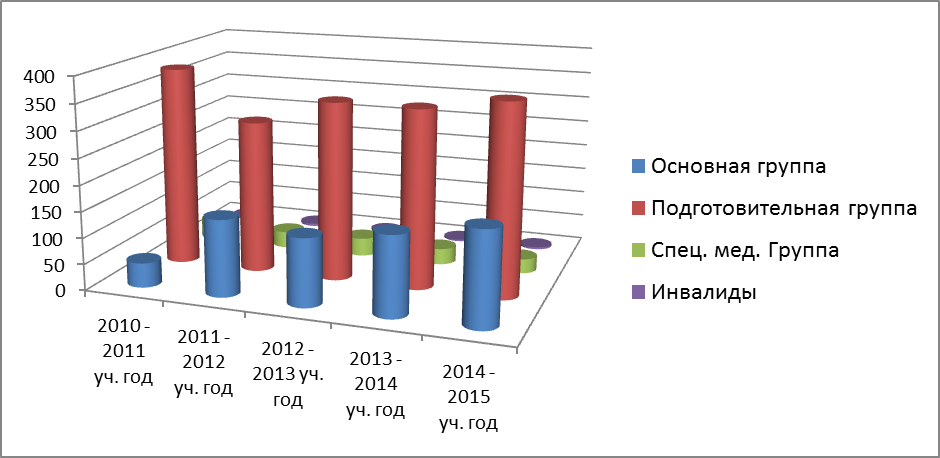 400
350
300
250
200
150
100
50
0
2010 -
2011
уч. год
2011 -
2012
уч. год
2012 -
2013 уч.
год
2013 -
2014
уч. год
2014 -
2015
уч. год
Основная группа
Подготовительная группа
Спец. мед. Группа
Инвалиды